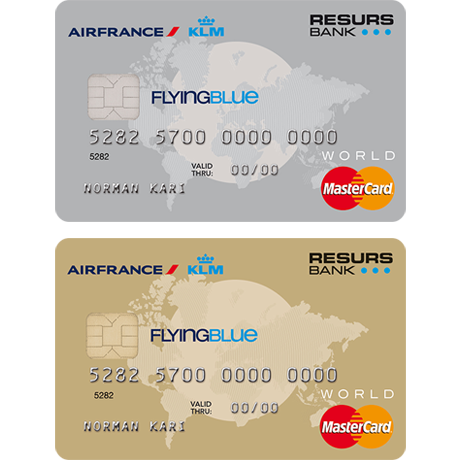 AIRFRANCE KLM RESURS BANK
FLYINGBLUE
5282 5700 0000 0000
5282
WORLD
VALID THRU: 00/00
NORMAN KARI
MasterCard
AIRFRANCE KLM RESURS BANK
FLYINGBLUE
5282 5700 0000 0000
5282
WORLD
VALID THRU: 00/00
NORMAN KARI
MasterCard